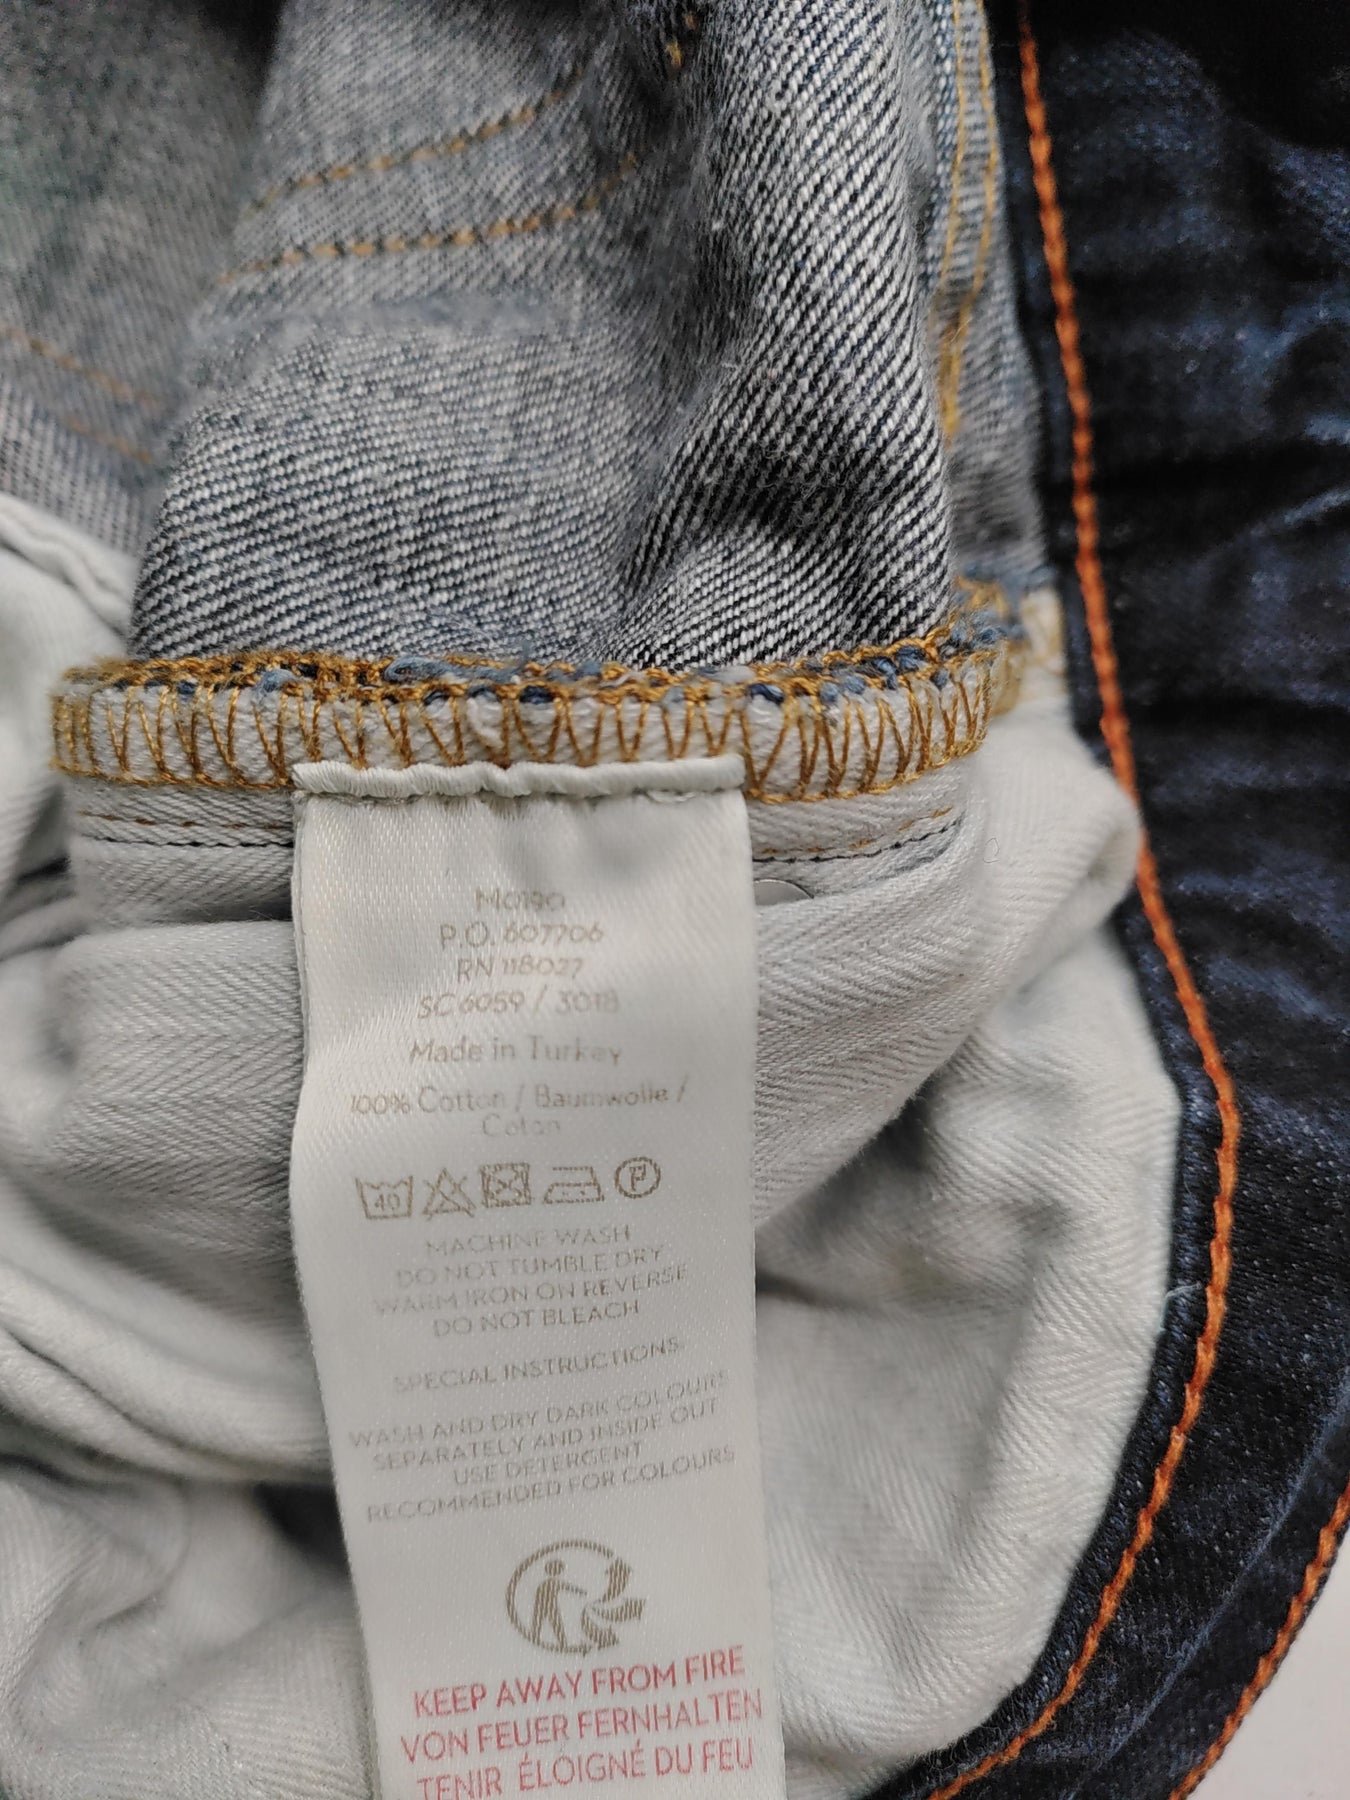 M0190
P.O. 607706
RN 118027
SC6059 / 3018
Made in Turkey
100% Cotton / Baumwolle /
Coton
40
P
MACHINE WASH
DO NOT TUMBLE DRY
WARM IRON ON REVERSE
DO NOT BLEACH
SPECIAL INSTRUCTIONS.
WASH AND DRY DARK COLOURS
SEPARATELY AND INSIDE OUT
USE DETERGENT
RECOMMENDED FOR COLOURS
KEEP AWAY FROM FIRE
VON FEUER FERNHALTEN
TENIR ÉLOIGNÉ DU FEU